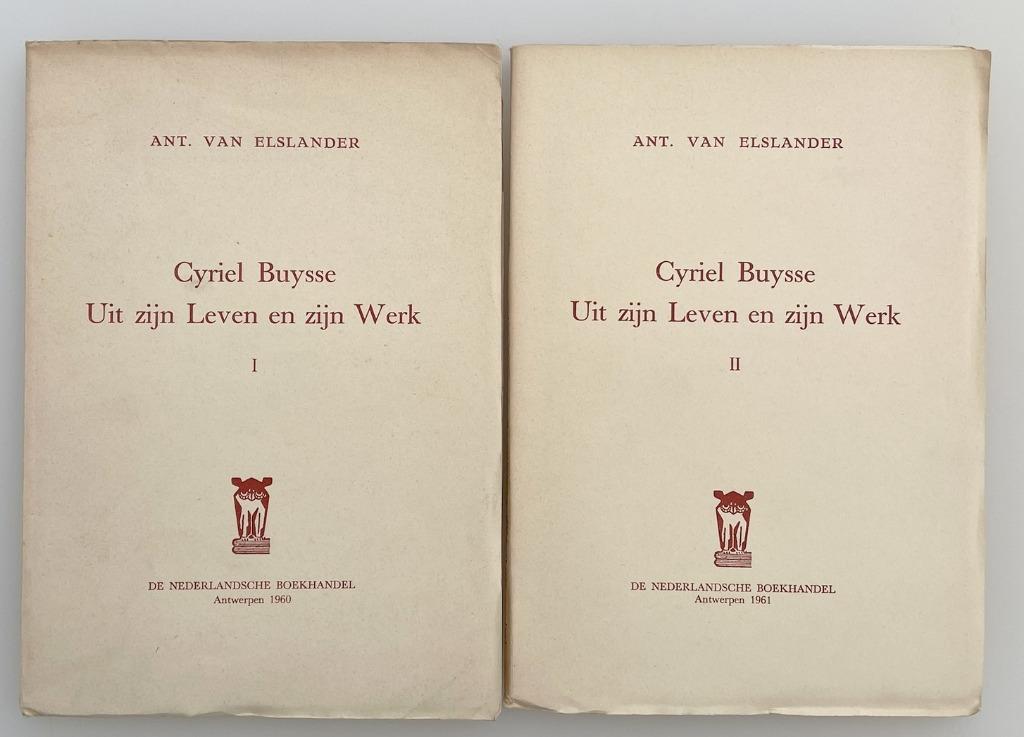 ANT. VAN ELSLANDER
Cyriel Buysse
Uit zijn Leven en zijn Werk
I
DE NEDERLANDSCHE BOEKHANDEL
Antwerpen 1960
ANT. VAN ELSLANDER
Cyriel Buysse
Uit zijn Leven en zijn Werk
II
DE NEDERLANDSCHE BOEKHANDEL
Antwerpen 1961